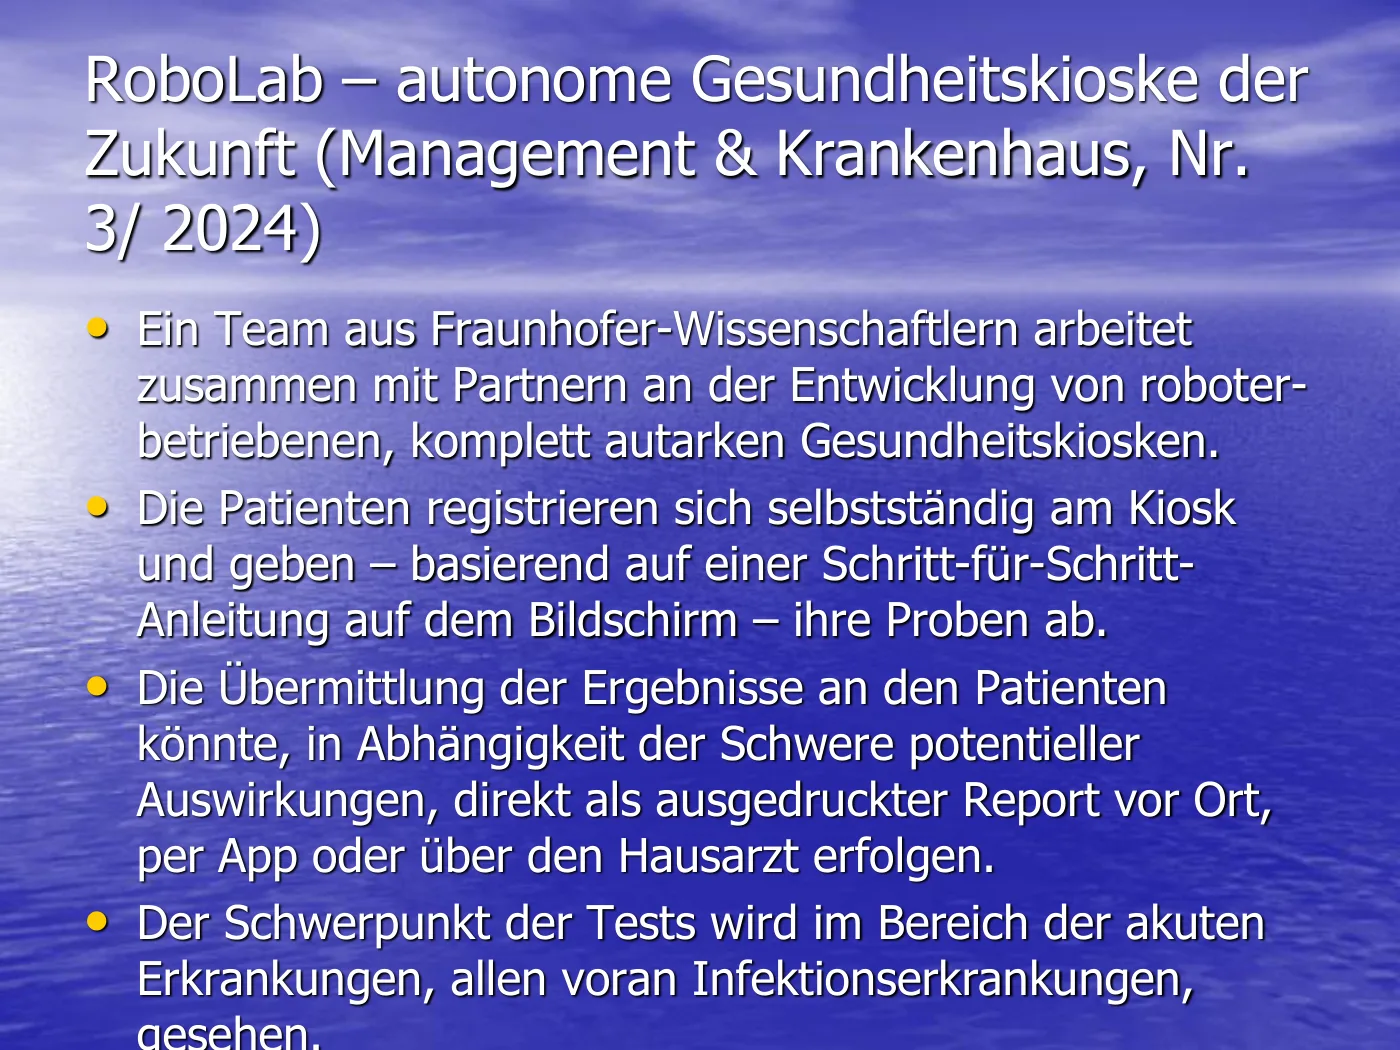 RoboLab – autonome Gesundheitskioske der
Zukunft (Management & Krankenhaus, Nr.
3/ 2024)
• Ein Team aus Fraunhofer-Wissenschaftlern arbeitet
zusammen mit Partnern an der Entwicklung von roboter-
betriebenen, komplett autarken Gesundheitskiosken.
• Die Patienten registrieren sich selbstständig am Kiosk
und geben – basierend auf einer Schritt-für-Schritt-
Anleitung auf dem Bildschirm – ihre Proben ab.
• Die Übermittlung der Ergebnisse an den Patienten
könnte, in Abhängigkeit der Schwere potentieller
Auswirkungen, direkt als ausgedruckter Report vor Ort,
per App oder über den Hausarzt erfolgen.
• Der Schwerpunkt der Tests wird im Bereich der akuten
Erkrankungen, allen voran Infektionserkrankungen,
gesehen.